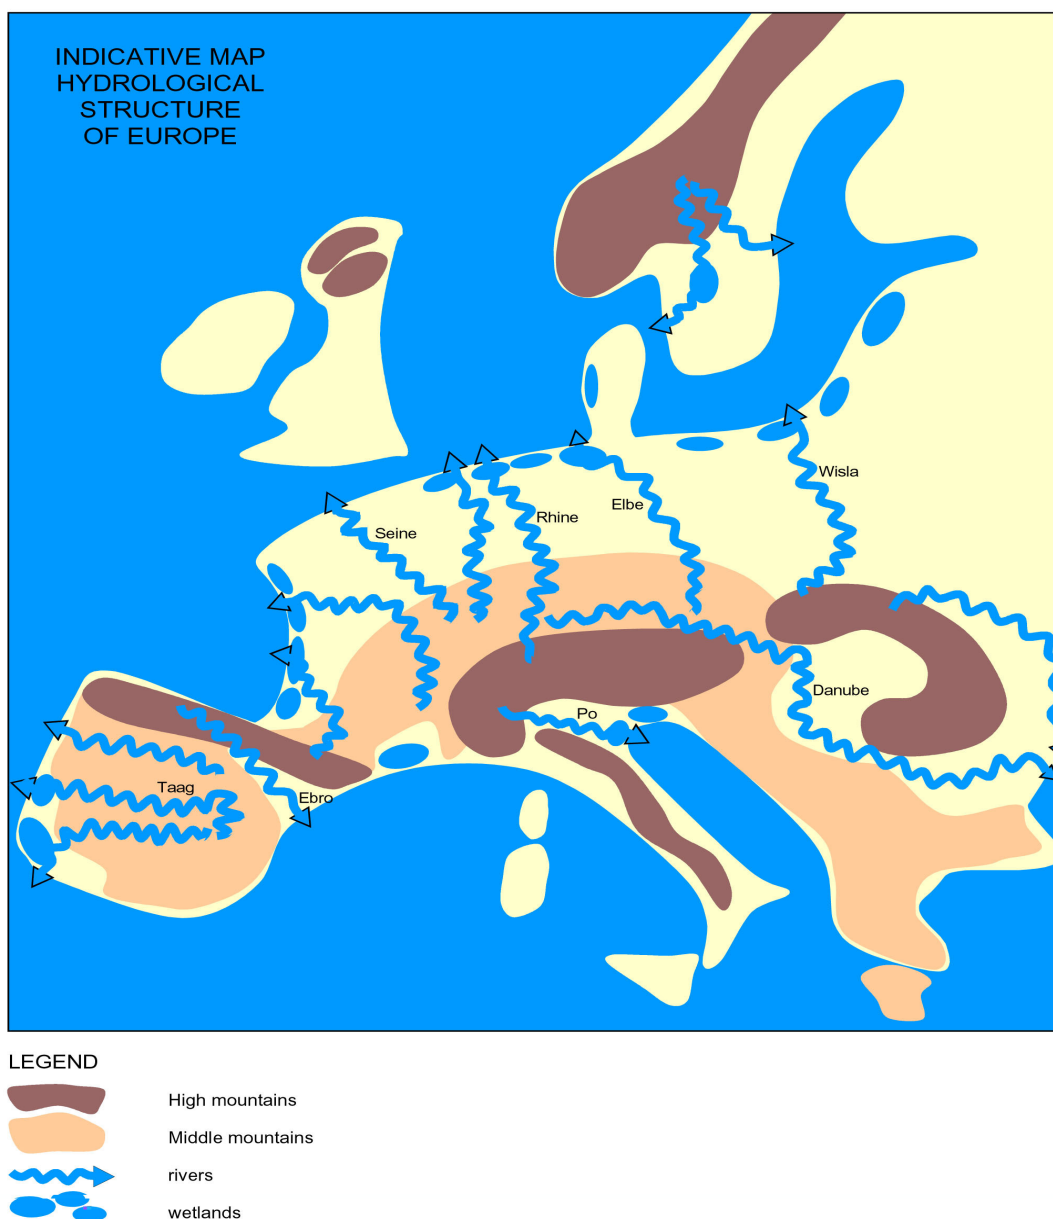 INDICATIVE MAP
HYDROLOGICAL
STRUCTURE
OF EUROPE
Wisla
Elbe
Rhine
Seine
Danube
Po
Taag
Ebro
LEGEND
High mountains
Middle mountains
rivers
wetlands